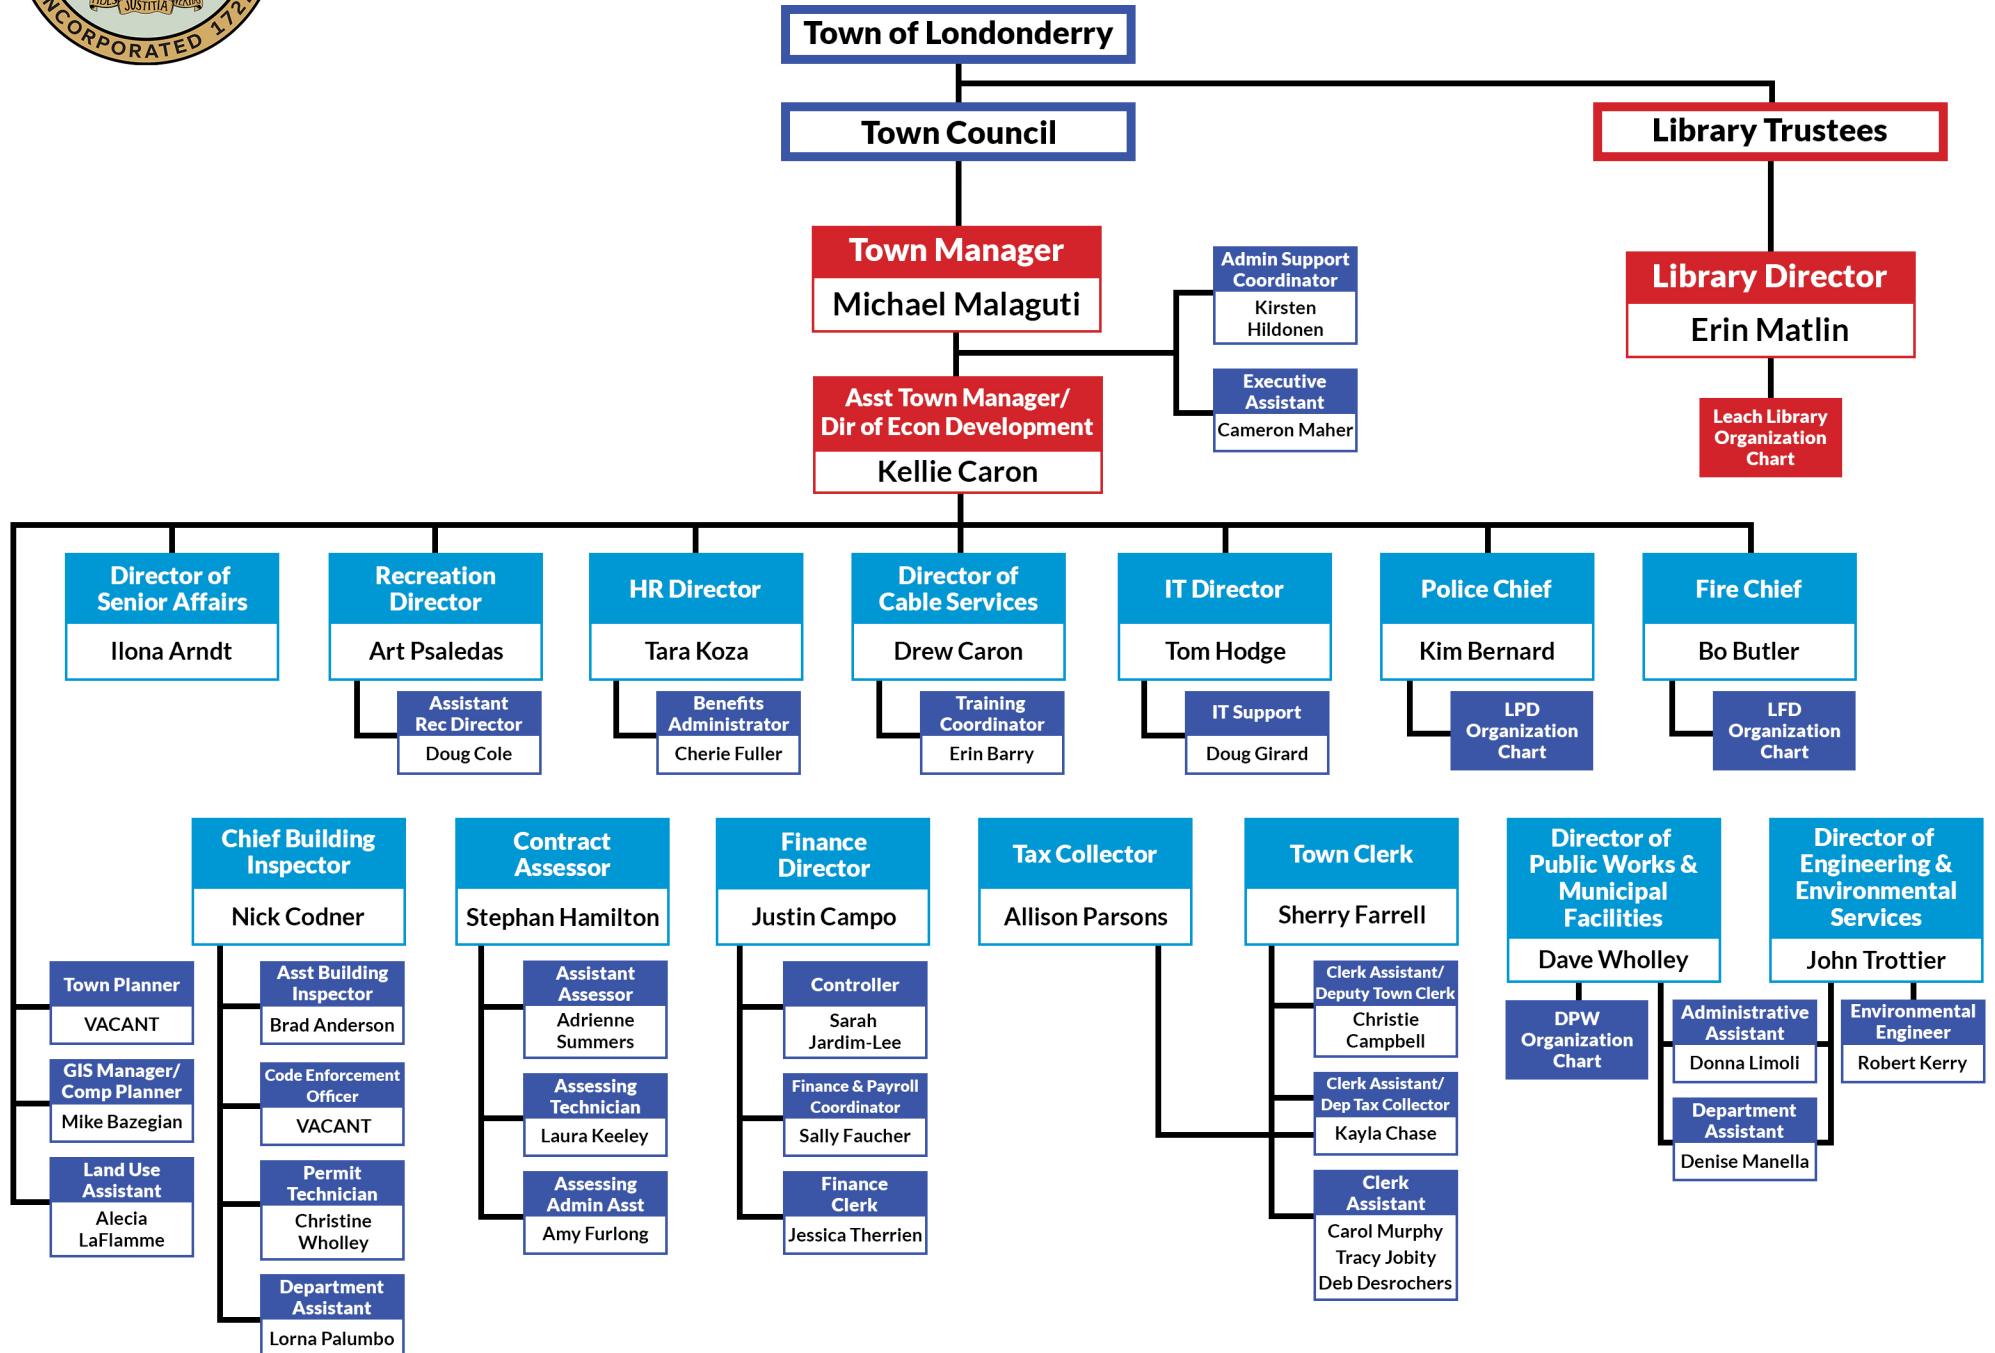 FIDES JUSTITIA
INCORPORATED 172
Town of Londonderry
Town Council
Library Trustees
Town Manager
Michael Malaguti
Admin Support
Coordinator
Kirsten
Hildonen
Executive
Assistant
Cameron Maher
Library Director
Erin Matlin
Leach Library
Organization
Chart
Asst Town Manager/
Dir of Econ Development
Kellie Caron
Director of
Senior Affairs
Ilona Arndt
Recreation
Director
Art Psaledas
Assistant
Rec Director
Doug Cole
HR Director
Tara Koza
Benefits
Administrator
Cherie Fuller
Director of
Cable Services
Drew Caron
Training
Coordinator
Erin Barry
IT Director
Tom Hodge
IT Support
Doug Girard
Police Chief
Kim Bernard
LPD
Organization
Chart
Fire Chief
Bo Butler
LFD
Organization
Chart
Town Planner
VACANT
GIS Manager/
Comp Planner
Mike Bazegian
Land Use
Assistant
Alecia
LaFlamme
Chief Building
Inspector
Nick Codner
Asst Building
Inspector
Brad Anderson
Code Enforcement
Officer
VACANT
Permit
Technician
Christine
Wholley
Department
Assistant
Lorna Palumbo
Contract
Assessor
Stephan Hamilton
Assistant
Assessor
Adrienne
Summers
Assessing
Technician
Laura Keeley
Assessing
Admin Asst
Amy Furlong
Finance
Director
Justin Campo
Controller
Sarah
Jardim-Lee
Finance & Payroll
Coordinator
Sally Faucher
Finance
Clerk
Jessica Therrien
Tax Collector
Allison Parsons
Town Clerk
Sherry Farrell
Clerk Assistant/
Deputy Town Clerk
Christie
Campbell
Clerk Assistant/
Dep Tax Collector
Kayla Chase
Clerk
Assistant
Carol Murphy
Tracy Jobity
Deb Desrochers
Director of
Public Works &
Municipal
Facilities
Dave Wholley
DPW
Organization
Chart
Director of
Engineering &
Environmental
Services
John Trottier
Administrative
Assistant
Donna Limoli
Department
Assistant
Denise Manella
Environmental
Engineer
Robert Kerry